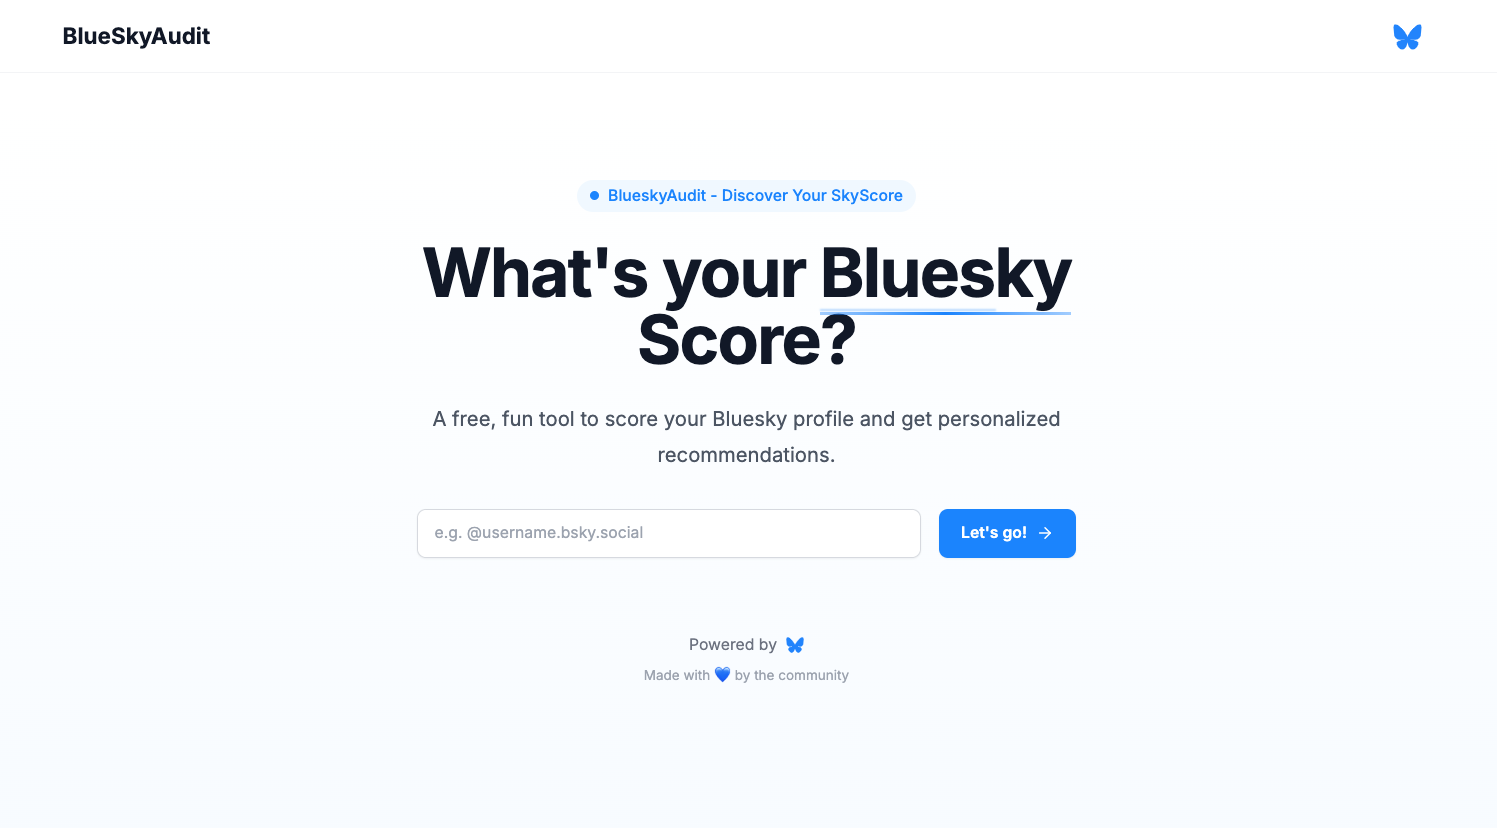 BlueSkyAudit
BlueskyAudit - Discover Your SkyScore
What's your Bluesky
Score?
A free, fun tool to score your Bluesky profile and get personalized
recommendations.
e.g. @username.bsky.social
Let's go! →
Powered by
Made with 💙 by the community